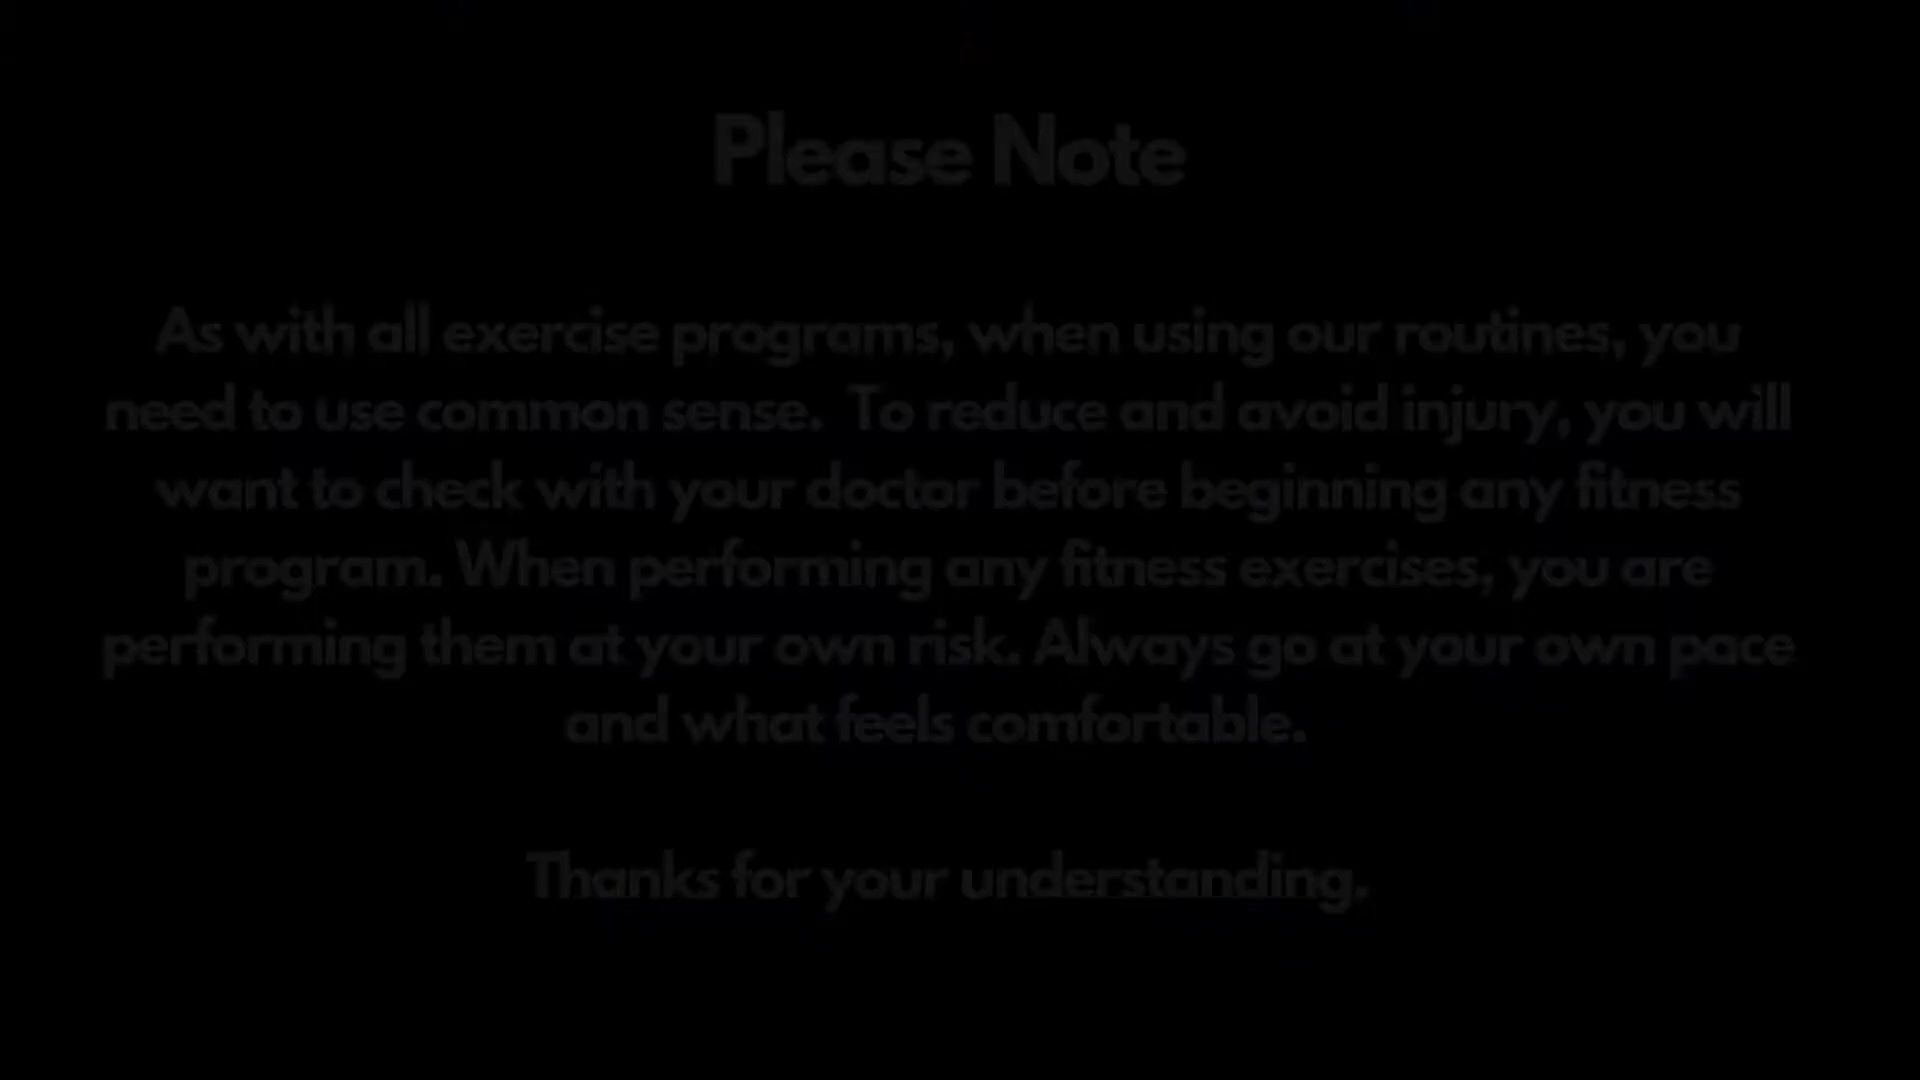 Please Note
As with all exercise programs, when using our routines, you
need to use common sense. To reduce and avoid injury, you will
want to check with your doctor before beginning any fitness
program. When performing any fitness exercises, you are
performing them at your own risk. Always go at your own pace
and what feels comfortable.
Thanks for your understanding.